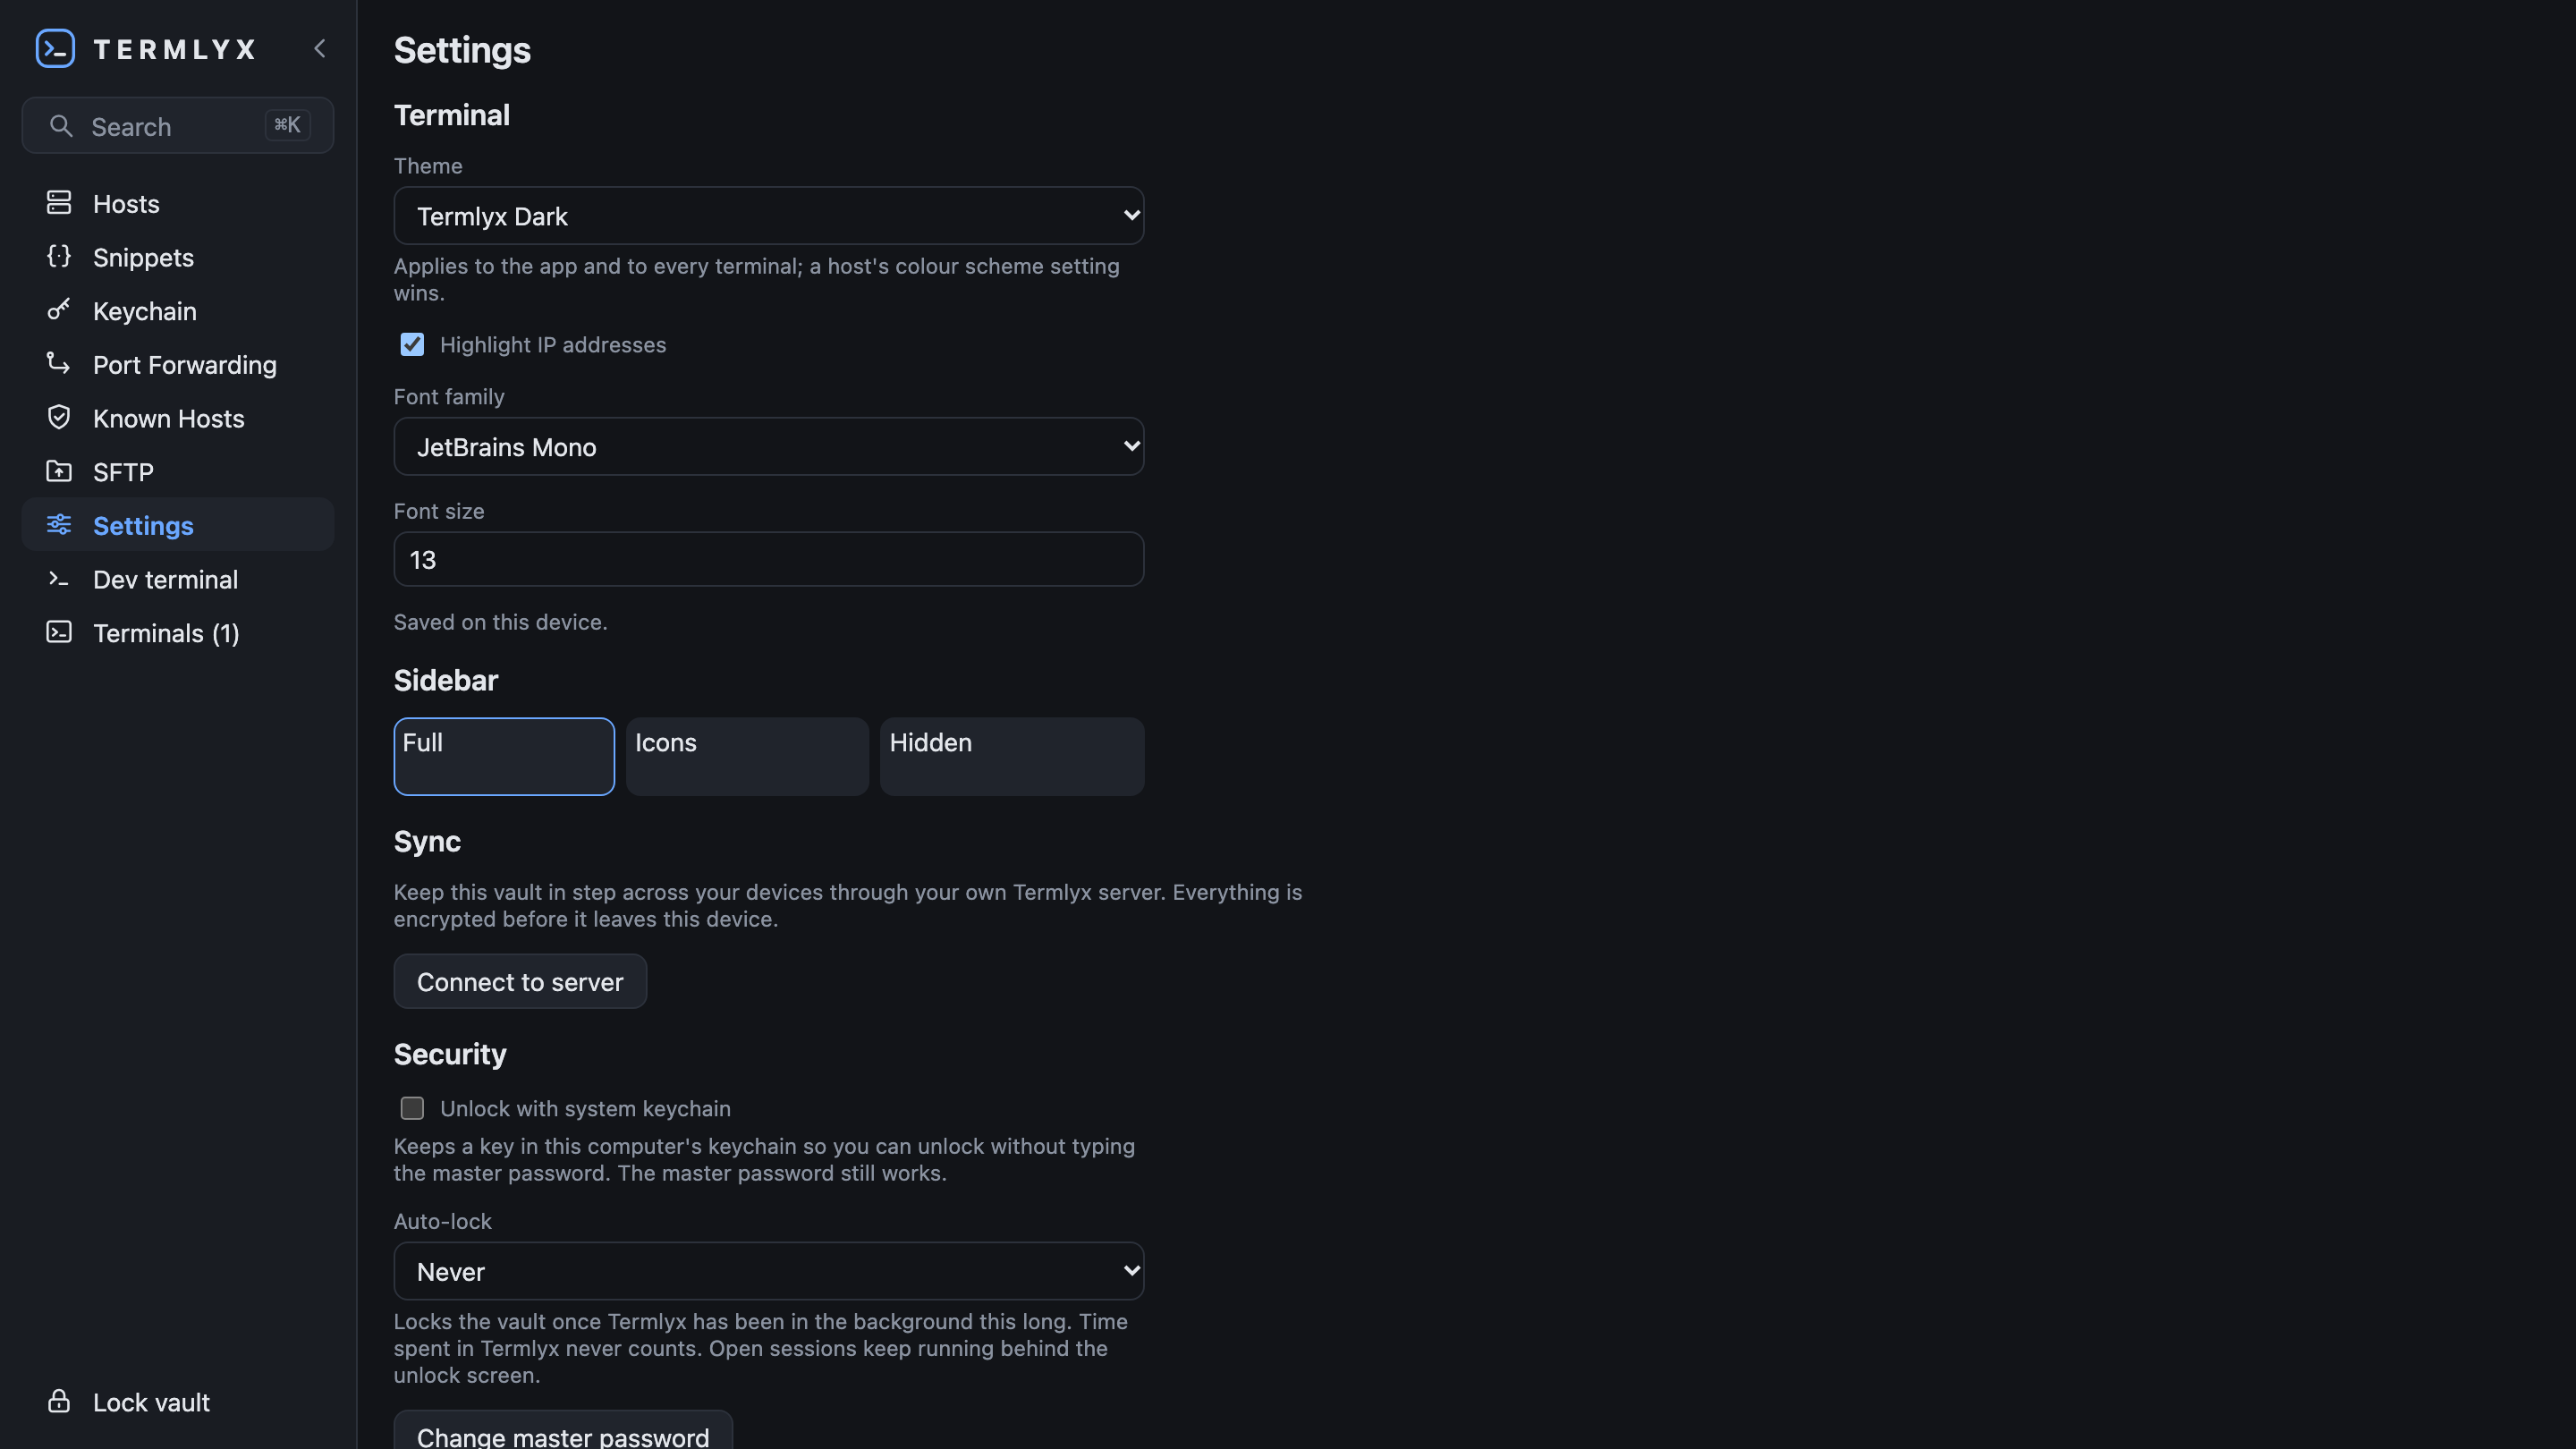 TERMLYX
Search ⌘K
Hosts
Snippets
Keychain
Port Forwarding
Known Hosts
SFTP
Settings
Dev terminal
Terminals (1)
Lock vault
Settings
Terminal
Theme
Termlyx Dark
Applies to the app and to every terminal; a host's colour scheme setting
wins.
Highlight IP addresses
Font family
JetBrains Mono
Font size
13
Saved on this device.
Sidebar
Full Icons Hidden
Sync
Keep this vault in step across your devices through your own Termlyx server. Everything is
encrypted before it leaves this device.
Connect to server
Security
Unlock with system keychain
Keeps a key in this computer's keychain so you can unlock without typing
the master password. The master password still works.
Auto-lock
Never
Locks the vault once Termlyx has been in the background this long. Time
spent in Termlyx never counts. Open sessions keep running behind the
unlock screen.
Change master password